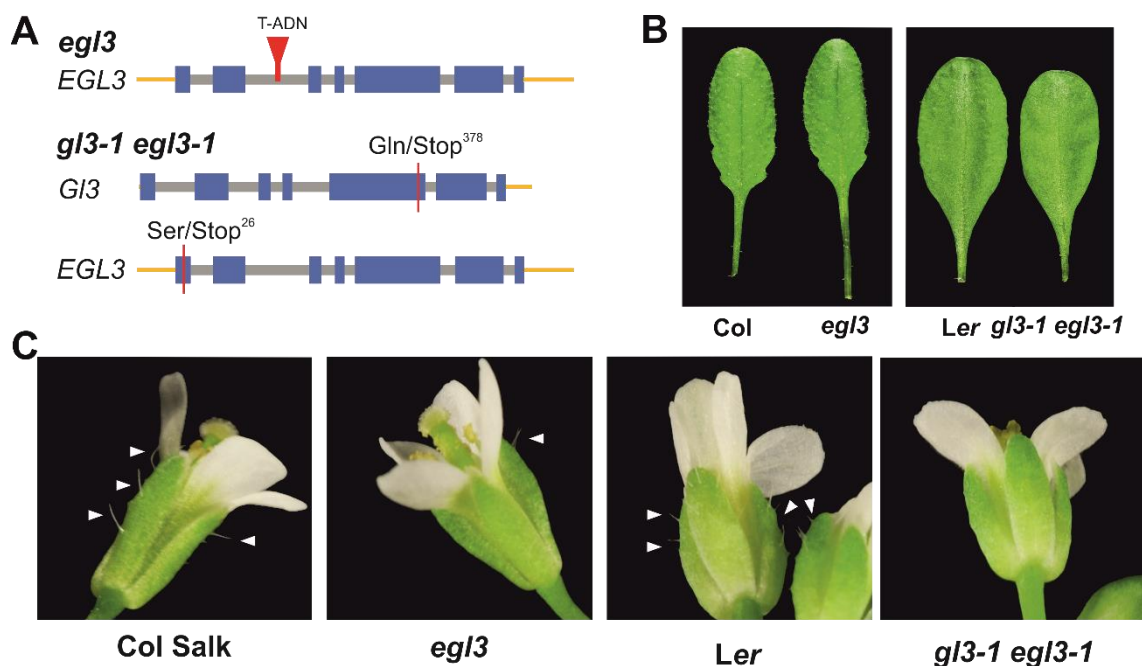 A
egl3
T-ADN
EGL3
gl3-1 egl3-1
Gln/Stop378
Gl3
Ser/Stop26
EGL3
B
Col egl3 Ler gl3-1 egl3-1
C
Col Salk egl3 Ler gl3-1 egl3-1